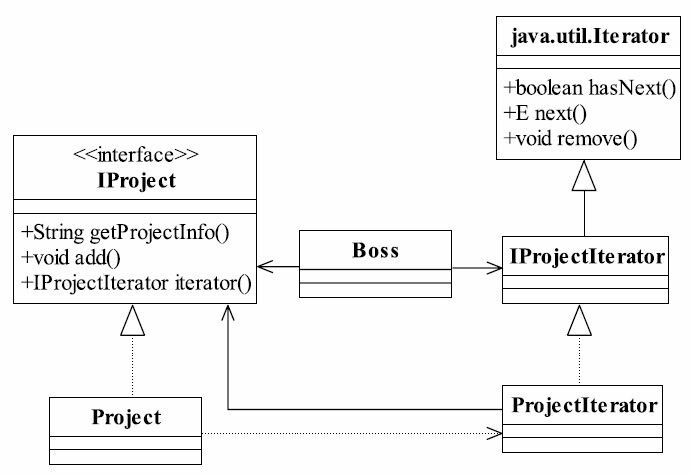 java.util.Iterator
+boolean hasNext()
+E next()
+void remove()
<<interface>>
IProject
+String getProjectInfo()
+void add()
+IProjectIterator iterator()
Boss
IProjectIterator
Project
ProjectIterator